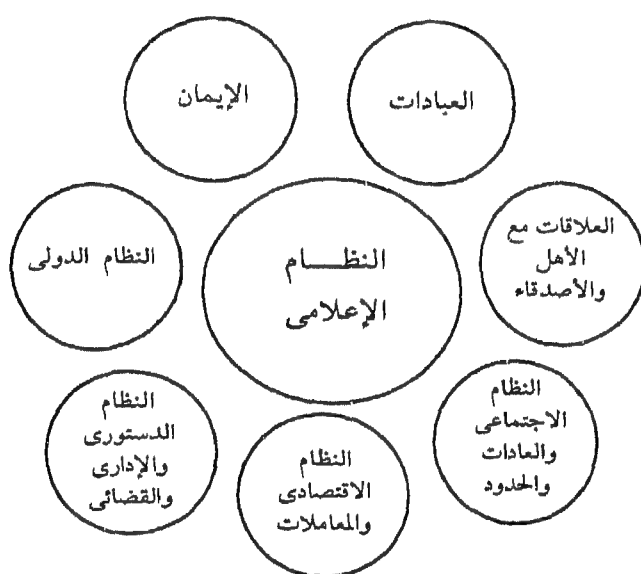 العبادات
الإيمان
العلاقات مع
الأهل
والأصدقاء
النظـــام
الإعلامى
النظام الدولى
النظام
الاجتماعى
والعادات
والحدود
النظام
الاقتصادى
والمعاملات
النظام
الدستورى
والإدارى
والقضائى